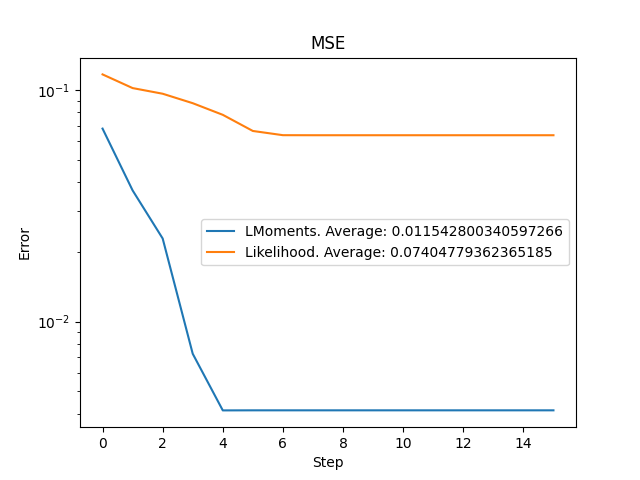 MSE
10⁻¹
10⁻²
Error
LMoments. Average: 0.011542800340597266
Likelihood. Average: 0.07404779362365185
0 2 4 6 8 10 12 14
Step